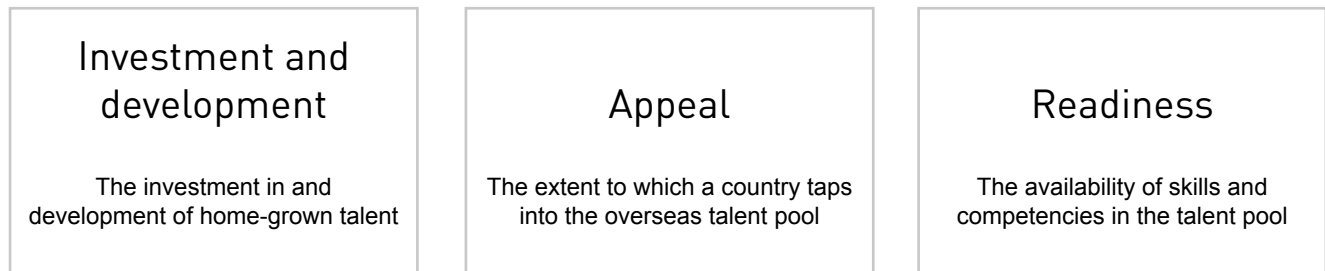 Investment and
development
The investment in and
development of home-grown talent
Appeal
The extent to which a country taps
into the overseas talent pool
Readiness
The availability of skills and
competencies in the talent pool